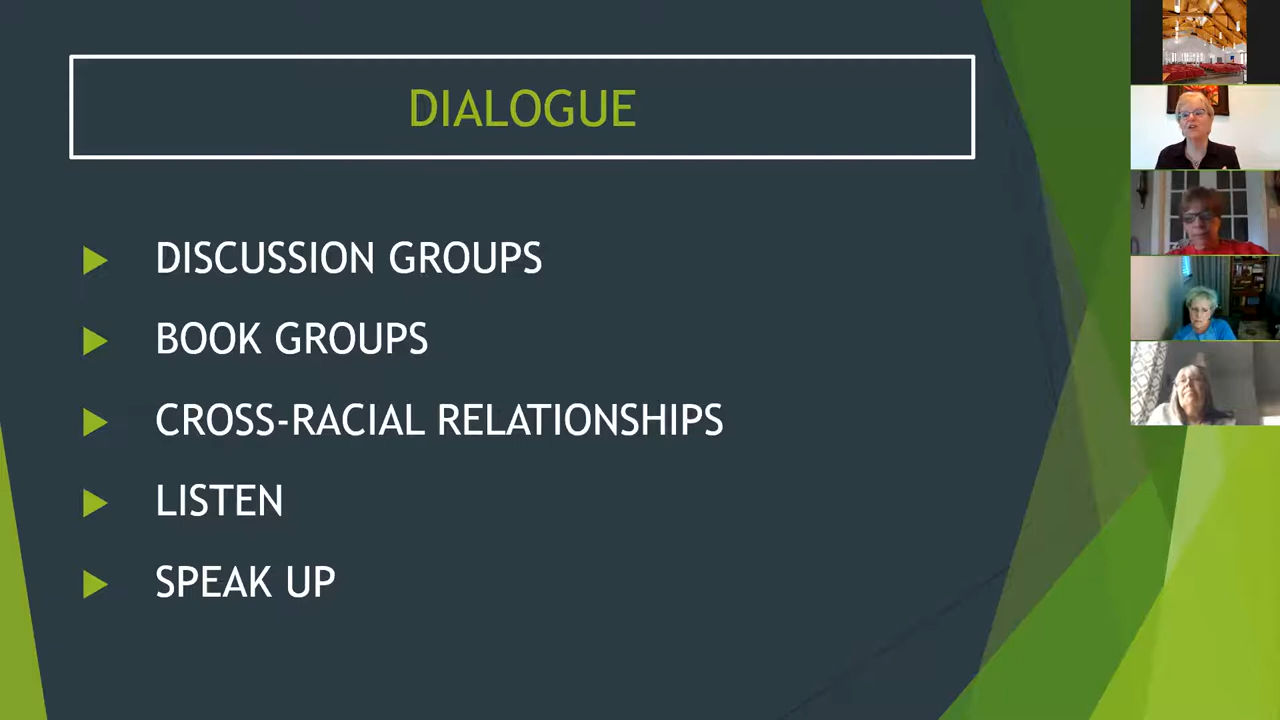 DIALOGUE
DISCUSSION GROUPS
BOOK GROUPS
CROSS-RACIAL RELATIONSHIPS
LISTEN
SPEAK UP